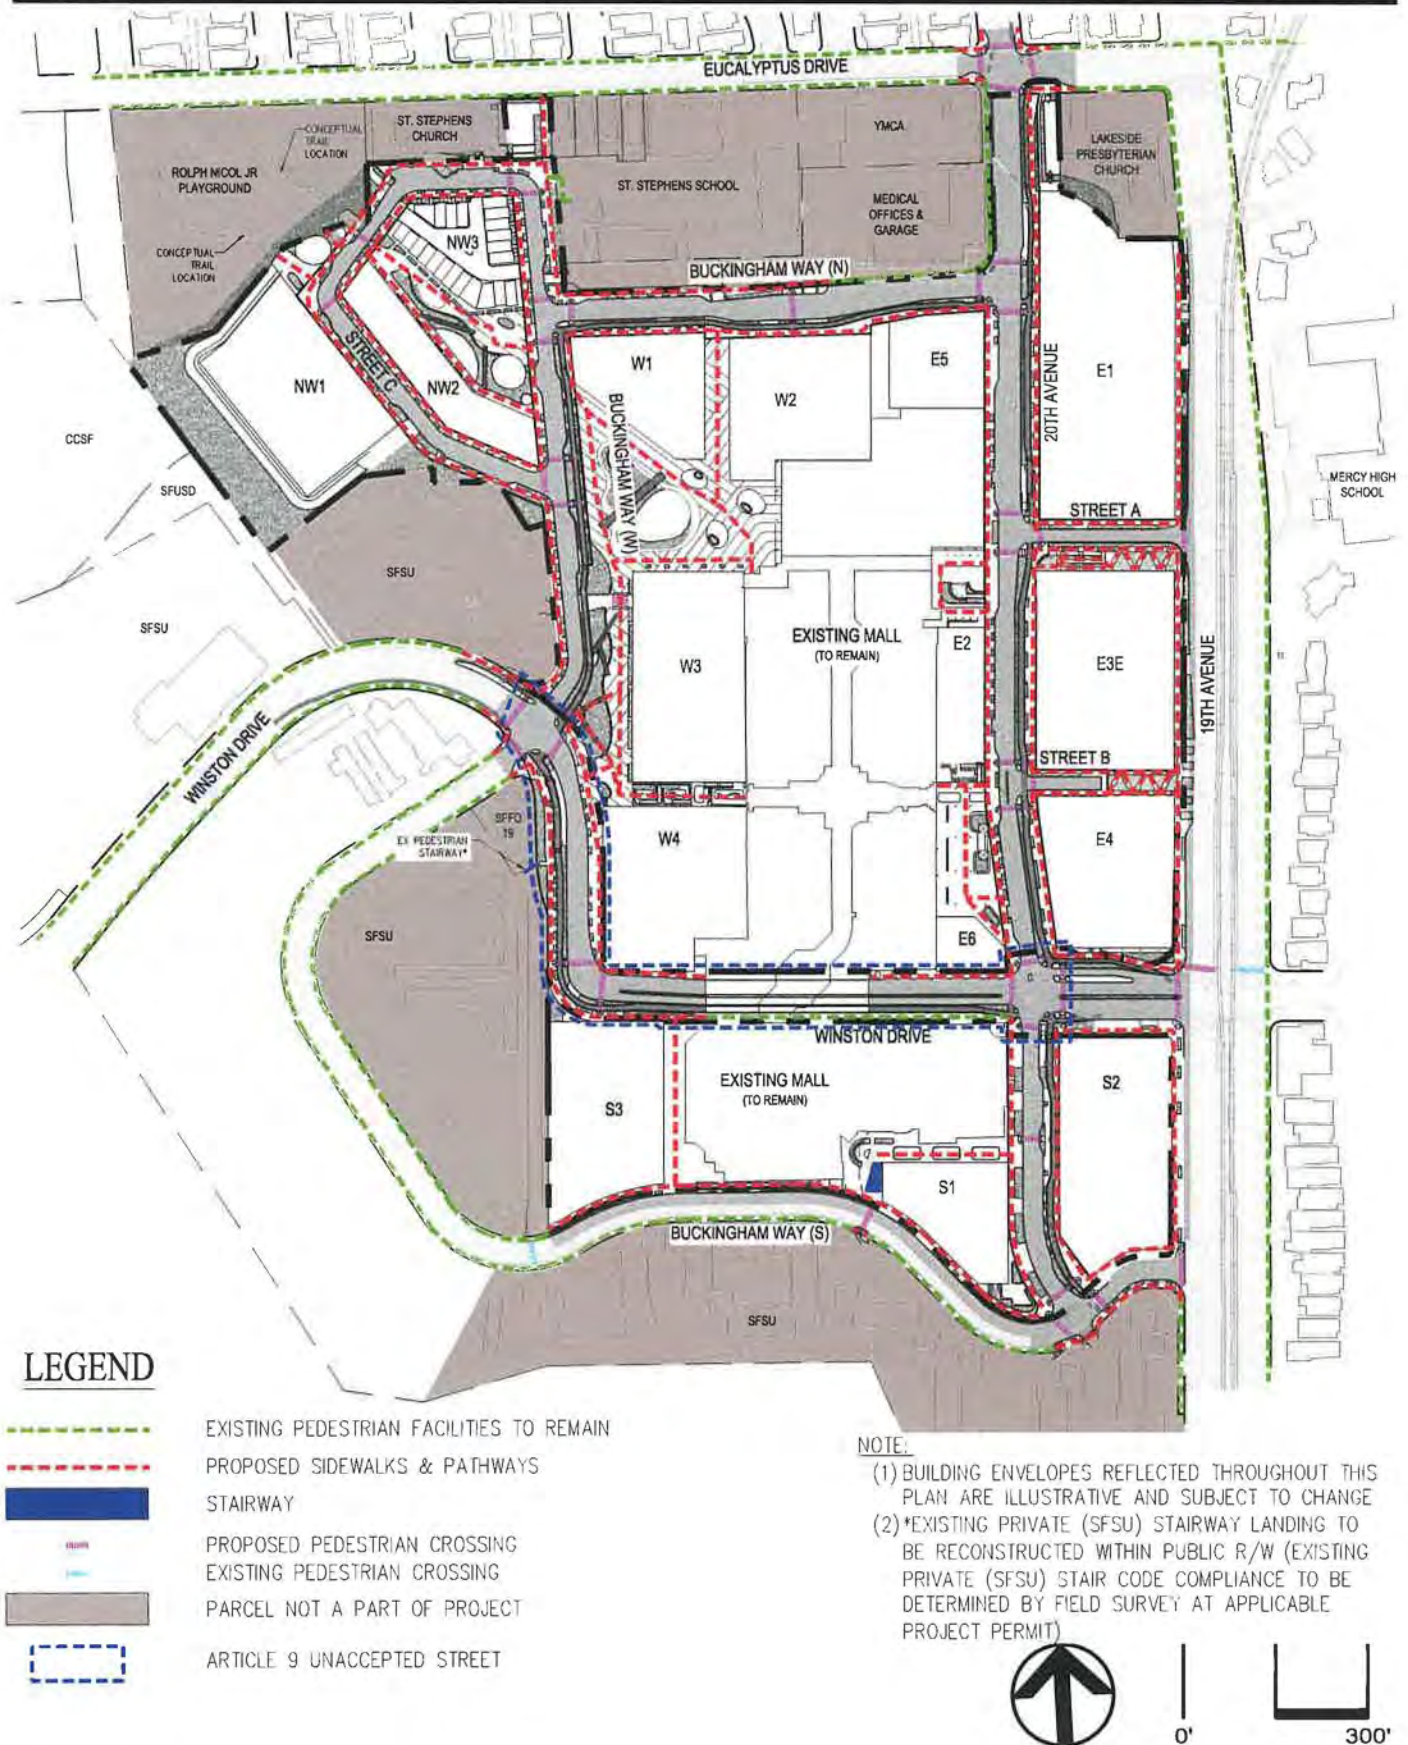 EUCALYPTUS DRIVE
CONCEPTUAL
TRAIL
LOCATION
ST. STEPHENS
CHURCH
YMCA
LAKESIDE
PRESBYTERIAN
CHURCH
ROLPH NICOL JR
PLAYGROUND
ST. STEPHENS SCHOOL
MEDICAL
OFFICES &
GARAGE
CONCEPTUAL
TRAIL
LOCATION
NW3
BUCKINGHAM WAY (N)
STREET C
NW1
NW2
W1
W2
E5
E1
20TH AVENUE
CCSF
SFUSD
BUCKINGHAM WAY (W)
MERCY HIGH
SCHOOL
STREET A
SFSU
SFSU
EXISTING MALL
(TO REMAIN)
E2
W3
E3E
19TH AVENUE
WINSTON DRIVE
STREET B
SFFD
19
EX PEDESTRIAN
STAIRWAY*
W4
E4
SFSU
E6
WINSTON DRIVE
EXISTING MALL
(TO REMAIN)
S3
S2
S1
BUCKINGHAM WAY (S)
SFSU
LEGEND
EXISTING PEDESTRIAN FACILITIES TO REMAIN
PROPOSED SIDEWALKS & PATHWAYS
STAIRWAY
PROPOSED PEDESTRIAN CROSSING
EXISTING PEDESTRIAN CROSSING
PARCEL NOT A PART OF PROJECT
ARTICLE 9 UNACCEPTED STREET
NOTE:
(1) BUILDING ENVELOPES REFLECTED THROUGHOUT THIS
PLAN ARE ILLUSTRATIVE AND SUBJECT TO CHANGE
(2) *EXISTING PRIVATE (SFSU) STAIRWAY LANDING TO
BE RECONSTRUCTED WITHIN PUBLIC R/W (EXISTING
PRIVATE (SFSU) STAIR CODE COMPLIANCE TO BE
DETERMINED BY FIELD SURVEY AT APPLICABLE
PROJECT PERMIT)
0'
300'